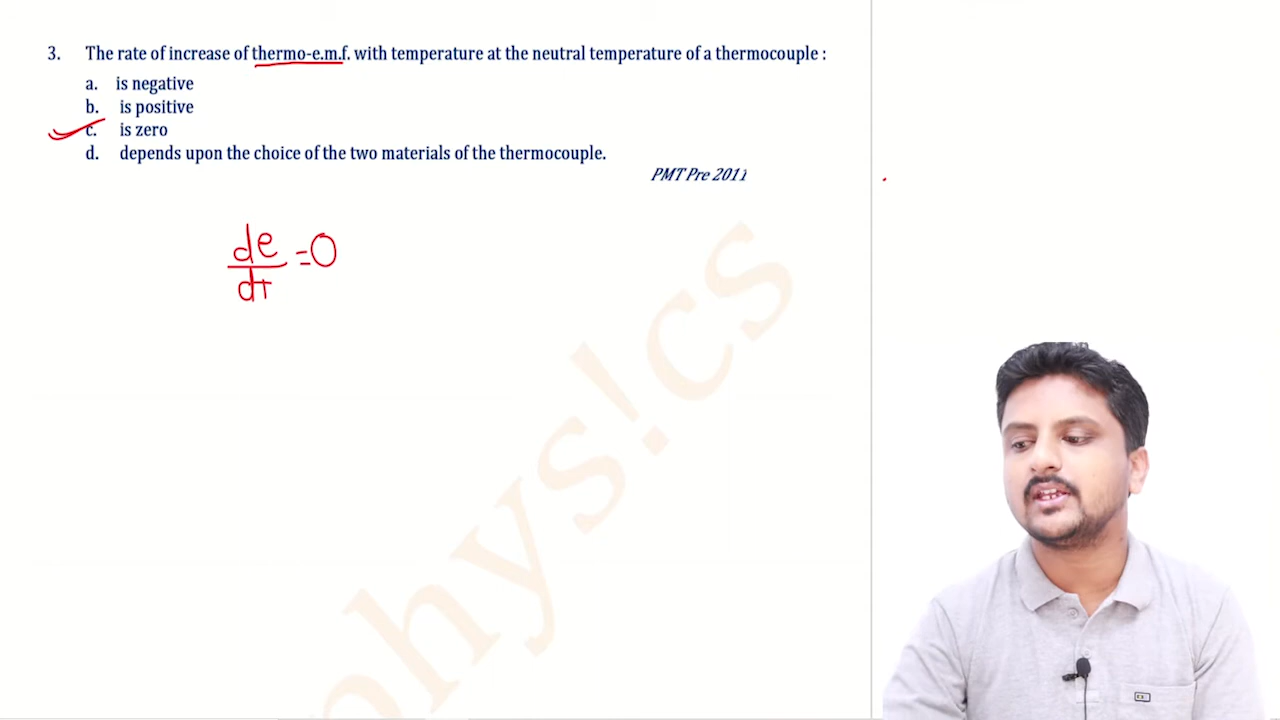 3. The rate of increase of thermo-e.m.f. with temperature at the neutral temperature of a thermocouple :
a. is negative
b. is positive
c. is zero
d. depends upon the choice of the two materials of the thermocouple.
PMT Pre 2011
de
dT
=0
phys!cs